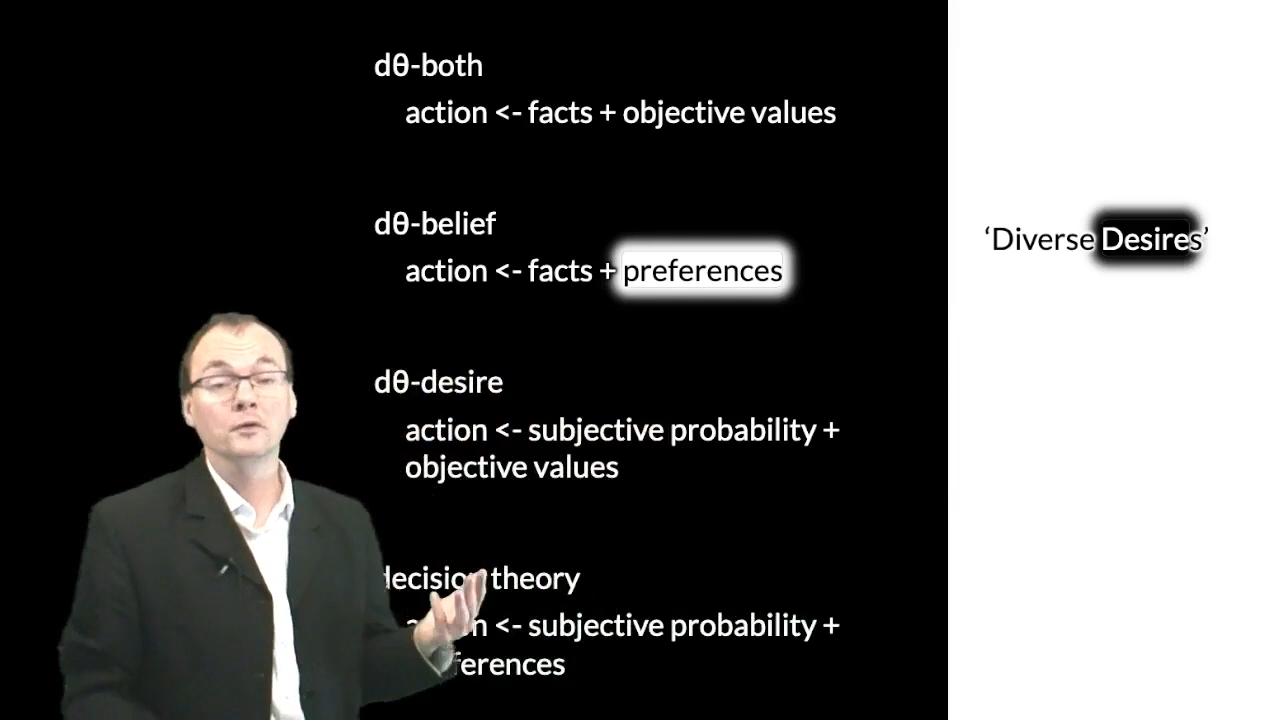 dθ-both
action <- facts + objective values
dθ-belief
action <- facts + preferences
‘Diverse Desires’
dθ-desire
action <- subjective probability +
objective values
decision theory
<- subjective probability +